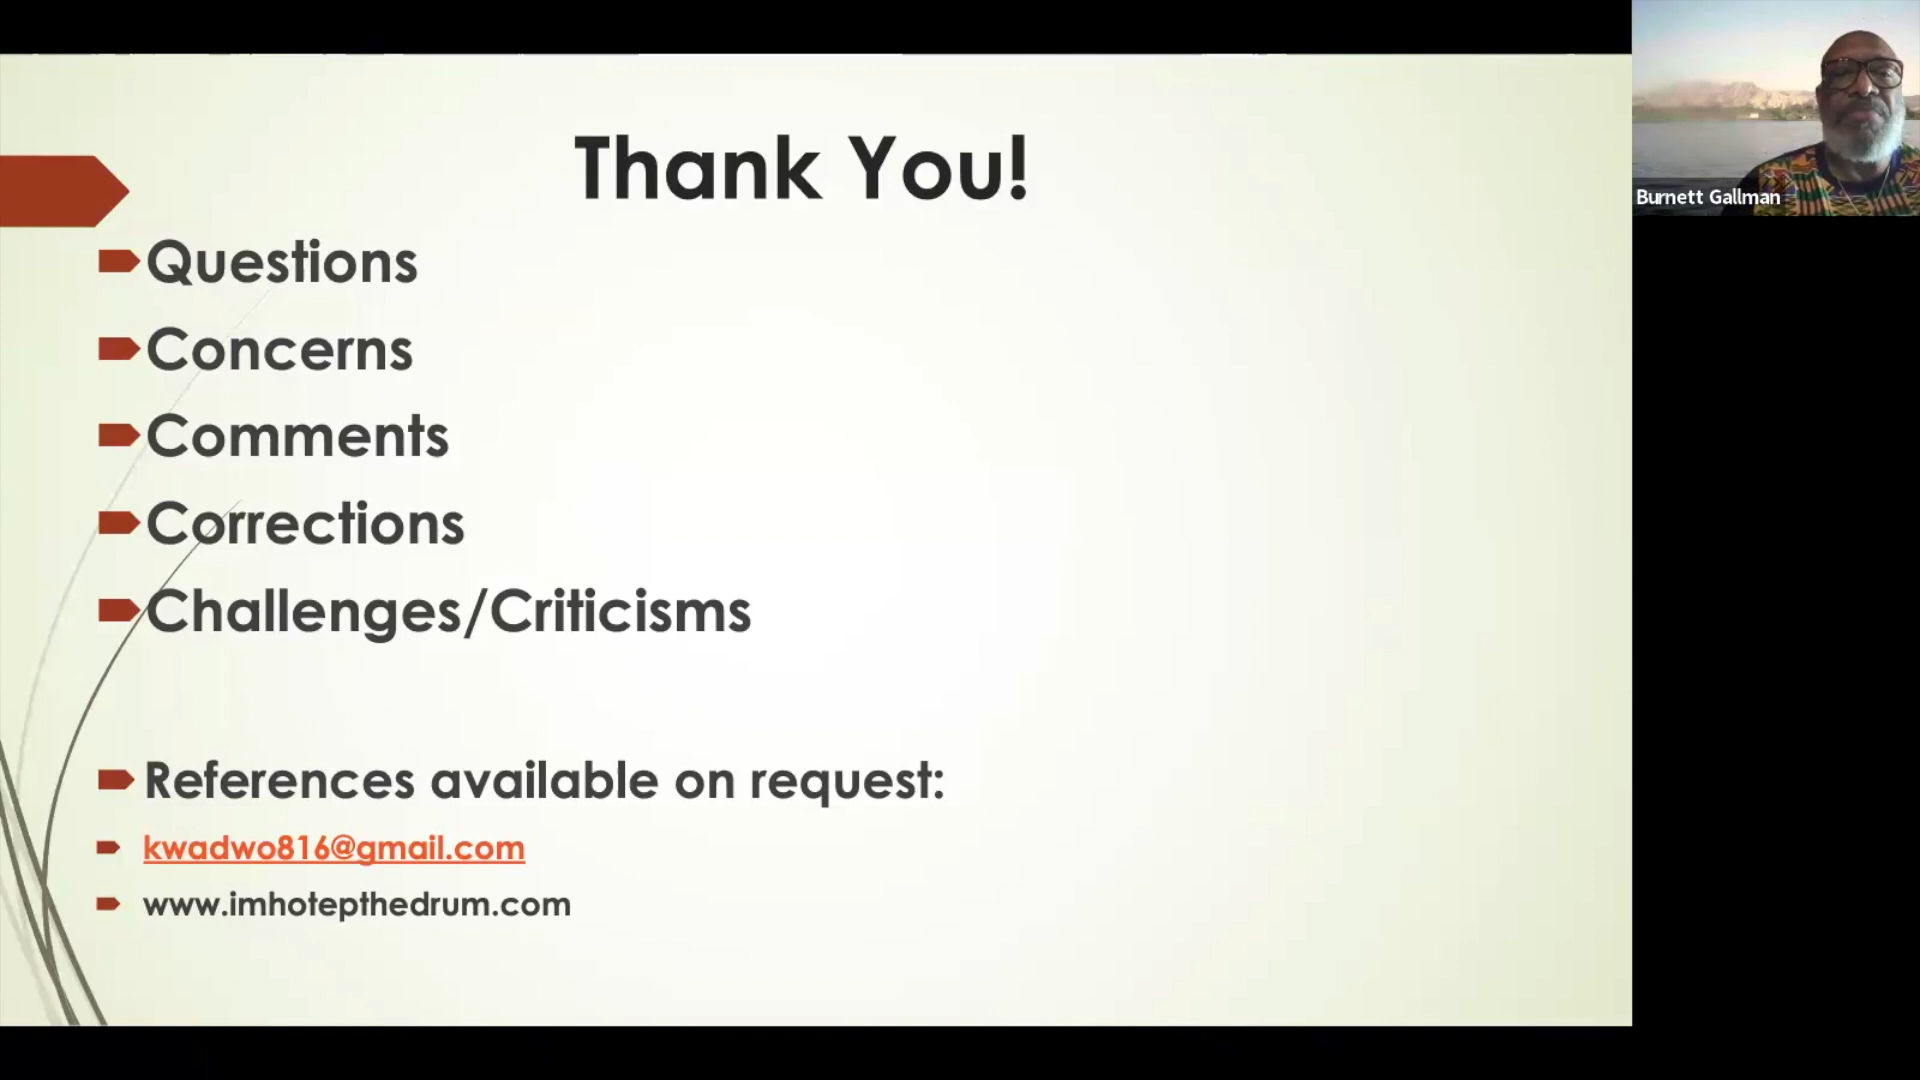 Thank You!
Questions
Concerns
Comments
Corrections
Challenges/Criticisms
References available on request:
kwadwo816@gmail.com
www.imhotepthedrum.com
Burnett Gallman